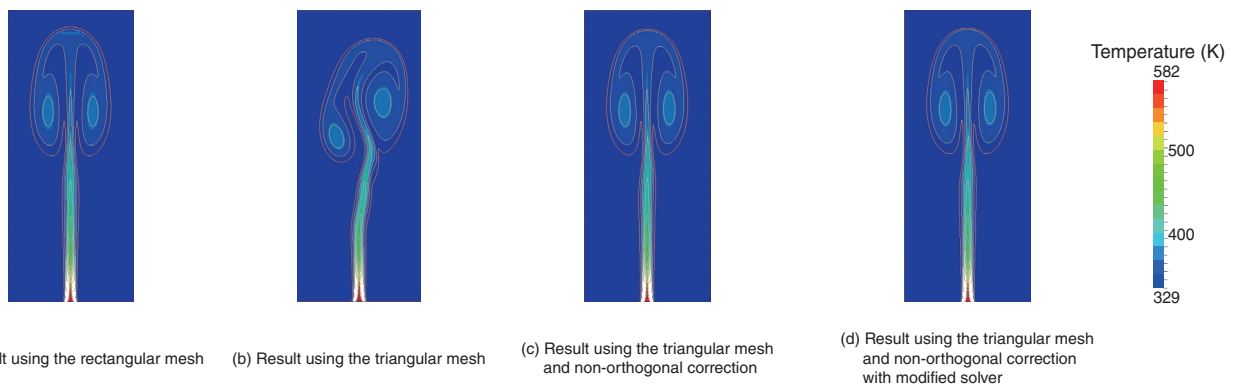 Temperature (K)
582
500
400
329
lt using the rectangular mesh
(b) Result using the triangular mesh
(c) Result using the triangular mesh
and non-orthogonal correction
(d) Result using the triangular mesh
and non-orthogonal correction
with modified solver